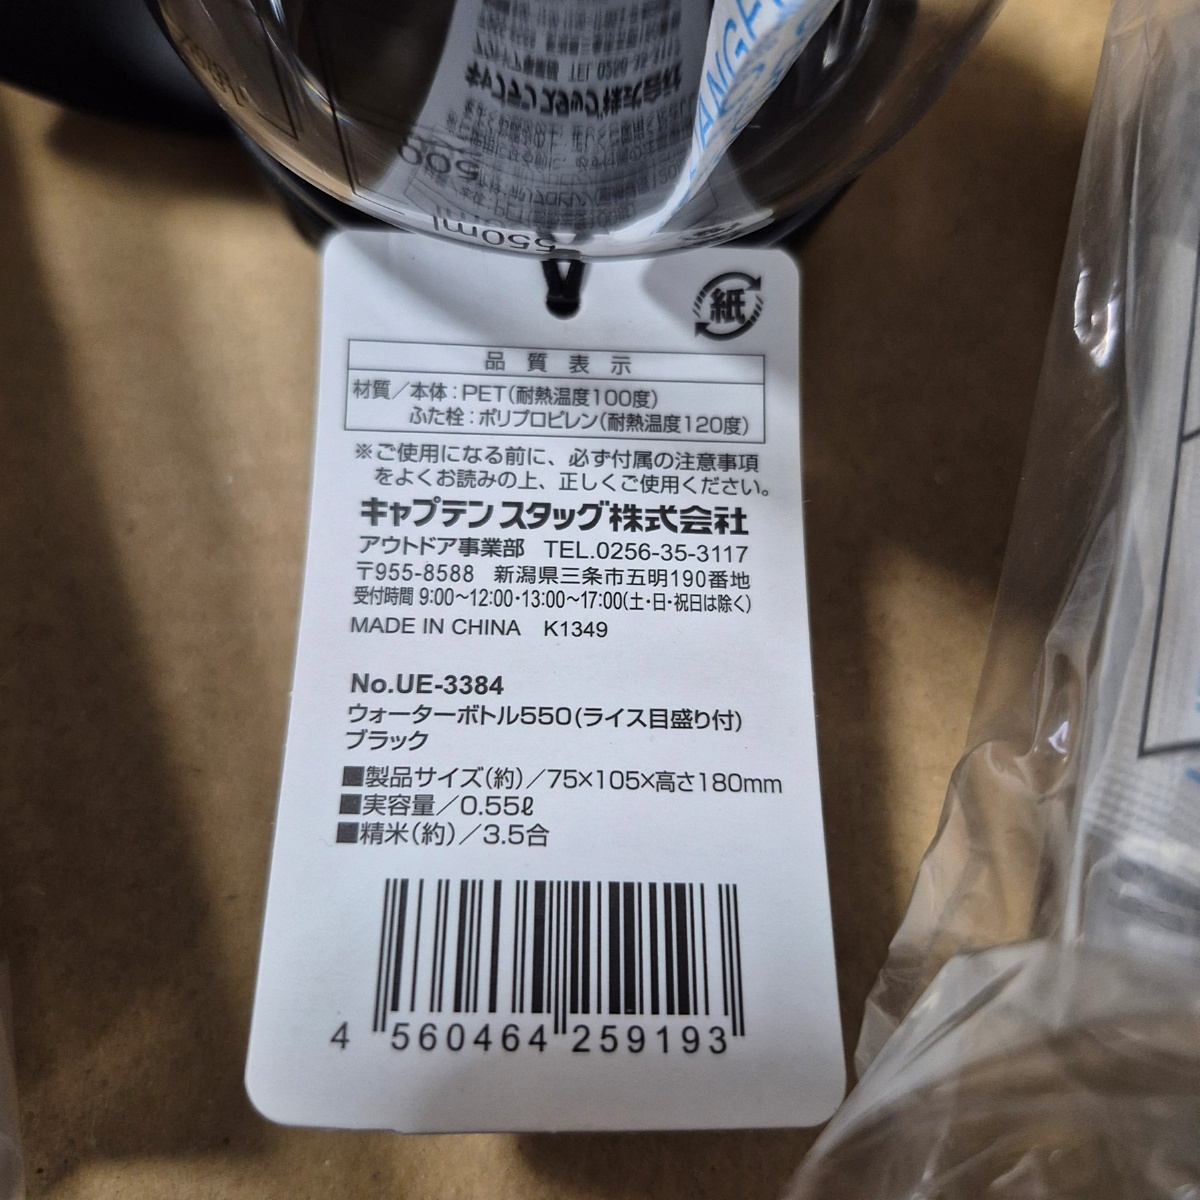 550ml
500
紙
品質表示
材質／本体：PET(耐熱温度100度)
ふた栓：ポリプロピレン(耐熱温度120度)
※ご使用になる前に、必ず付属の注意事項
をよくお読みの上、正しくご使用ください。
キャプテンスタッグ株式会社
アウトドア事業部 TEL.0256-35-3117
〒955-8588 新潟県三条市五明190番地
受付時間 9:00〜12:00・13:00〜17:00(土・日・祝日は除く)
MADE IN CHINA K1349
No.UE-3384
ウォーターボトル550(ライス目盛り付)
ブラック
■製品サイズ(約)／75×105×高さ180mm
■実容量／0.55ℓ
■精米(約)／3.5合
4 560464 259193